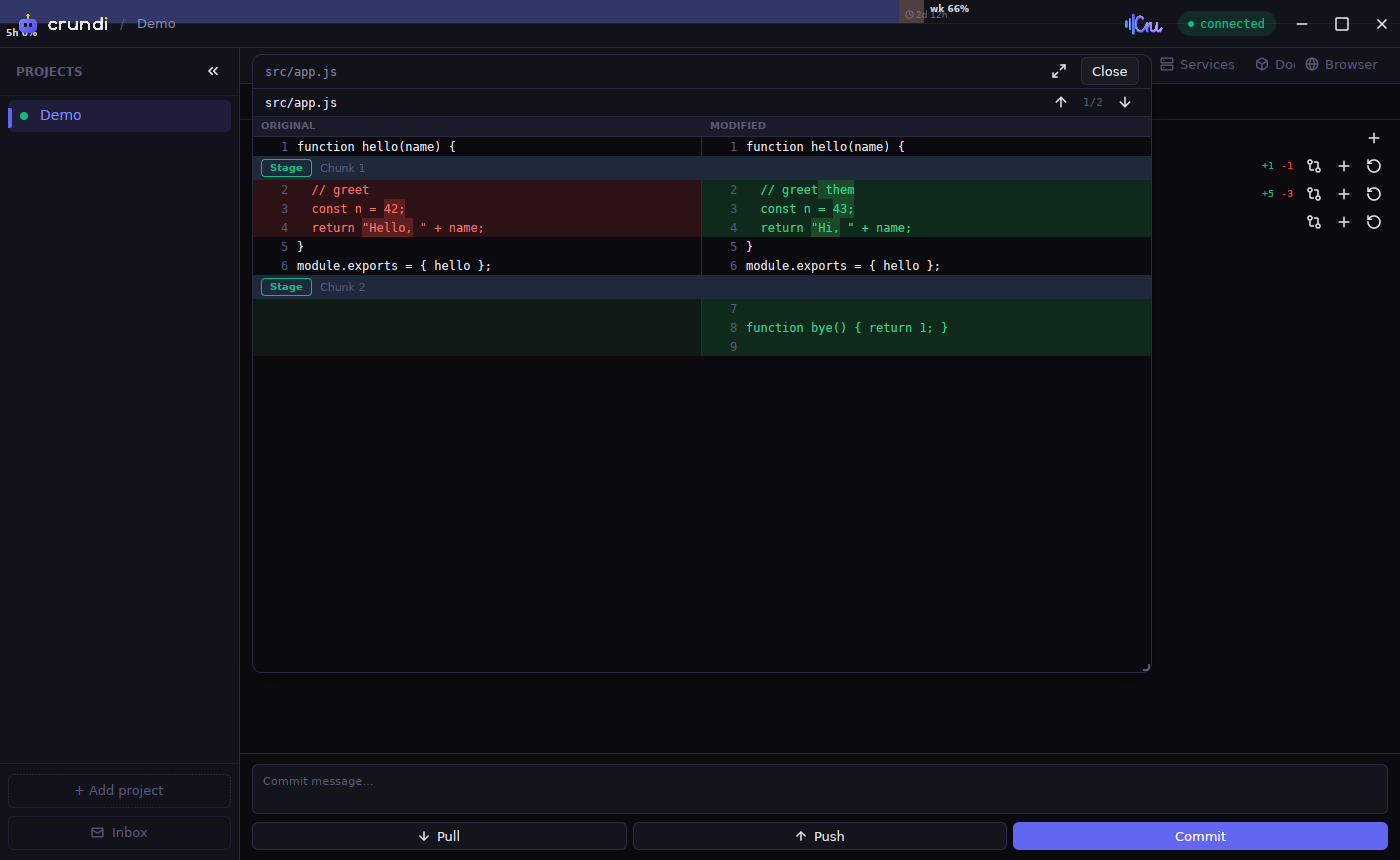 wk 66%
2d 12h
5h 6%
crundi / Demo
Cru
connected
PROJECTS
Demo
+ Add project
Inbox
Services
Browser
src/app.js
Close
src/app.js
1/2
ORIGINAL MODIFIED
1 function hello(name) { 1 function hello(name) {
Stage Chunk 1
2 // greet 2 // greet them
3 const n = 42; 3 const n = 43;
4 return "Hello, " + name; 4 return "Hi, " + name;
5 } 5 }
6 module.exports = { hello }; 6 module.exports = { hello };
Stage Chunk 2
7
8 function bye() { return 1; }
9
+1 -1
+5 -3
Commit message...
Pull
Push
Commit